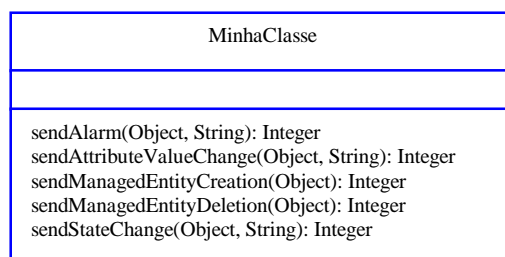 MinhaClasse
sendAlarm(Object, String): Integer
sendAttributeValueChange(Object, String): Integer
sendManagedEntityCreation(Object): Integer
sendManagedEntityDeletion(Object): Integer
sendStateChange(Object, String): Integer